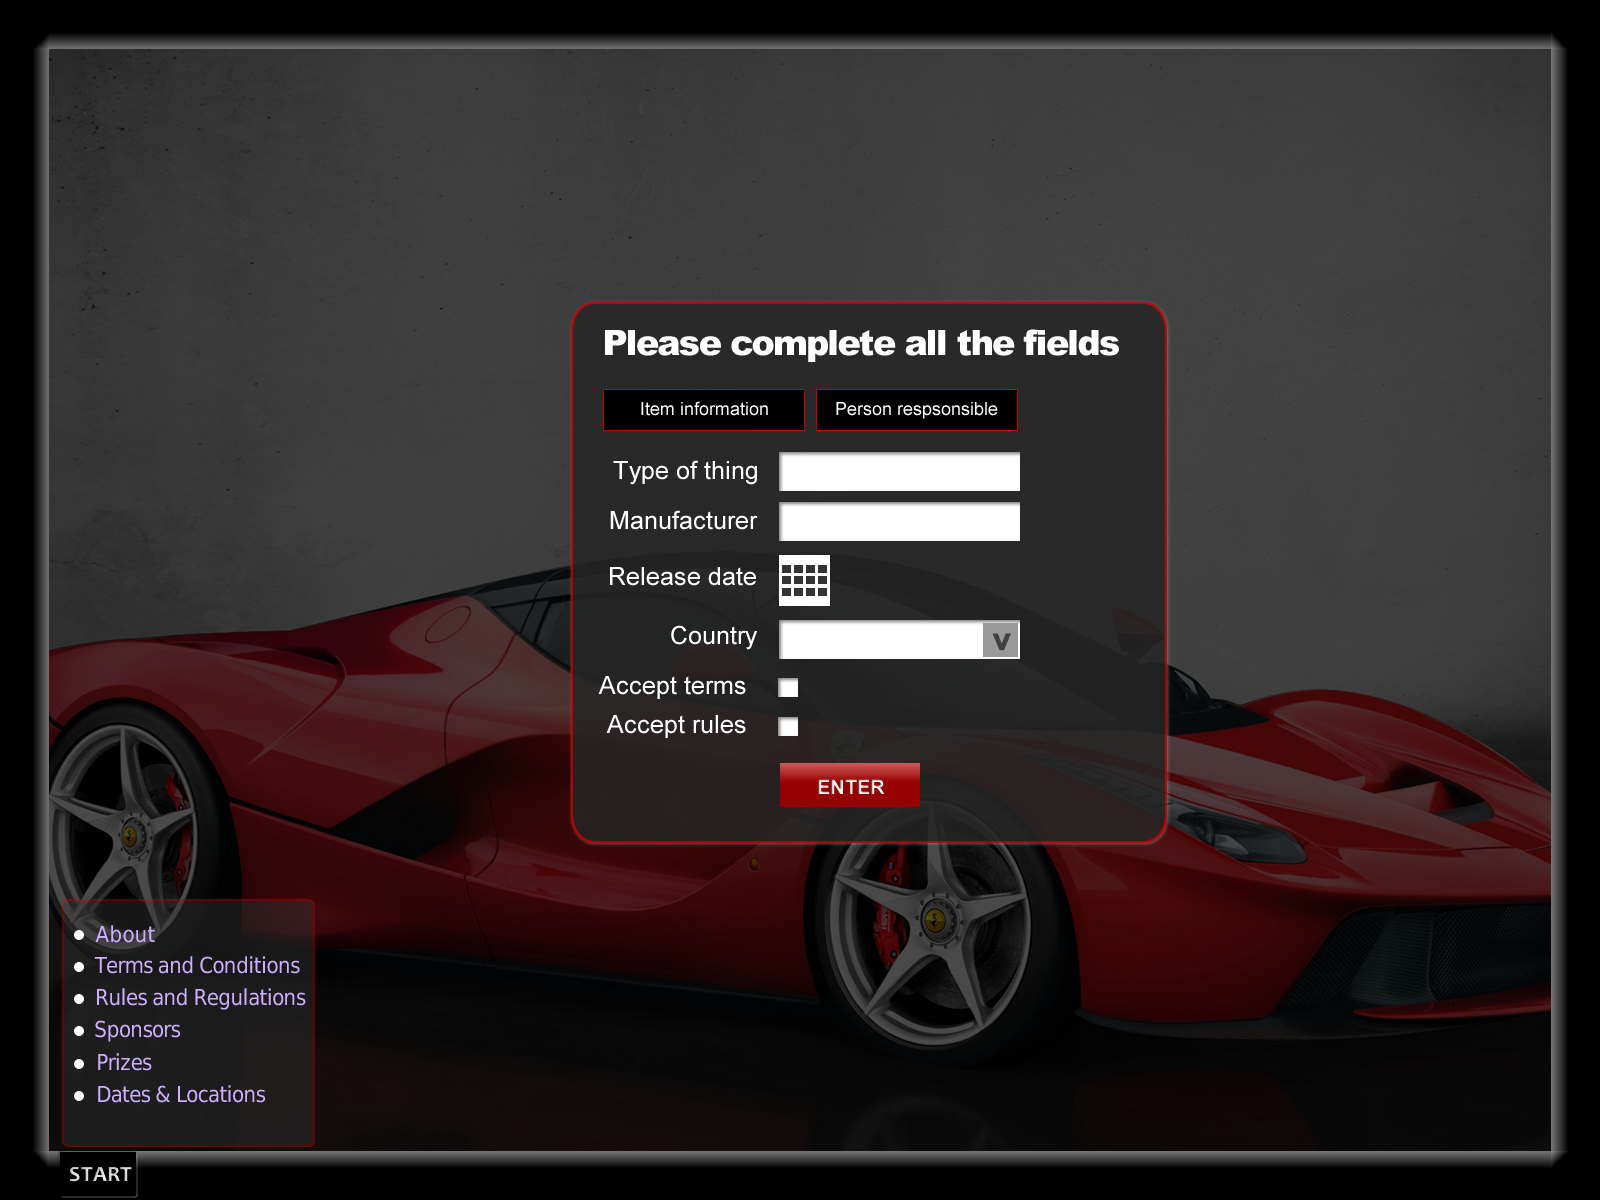 Please complete all the fields
Item information
Person respsonsible
Type of thing
Manufacturer
Release date
Country
V
Accept terms
Accept rules
ENTER
About
Terms and Conditions
Rules and Regulations
Sponsors
Prizes
Dates & Locations
START